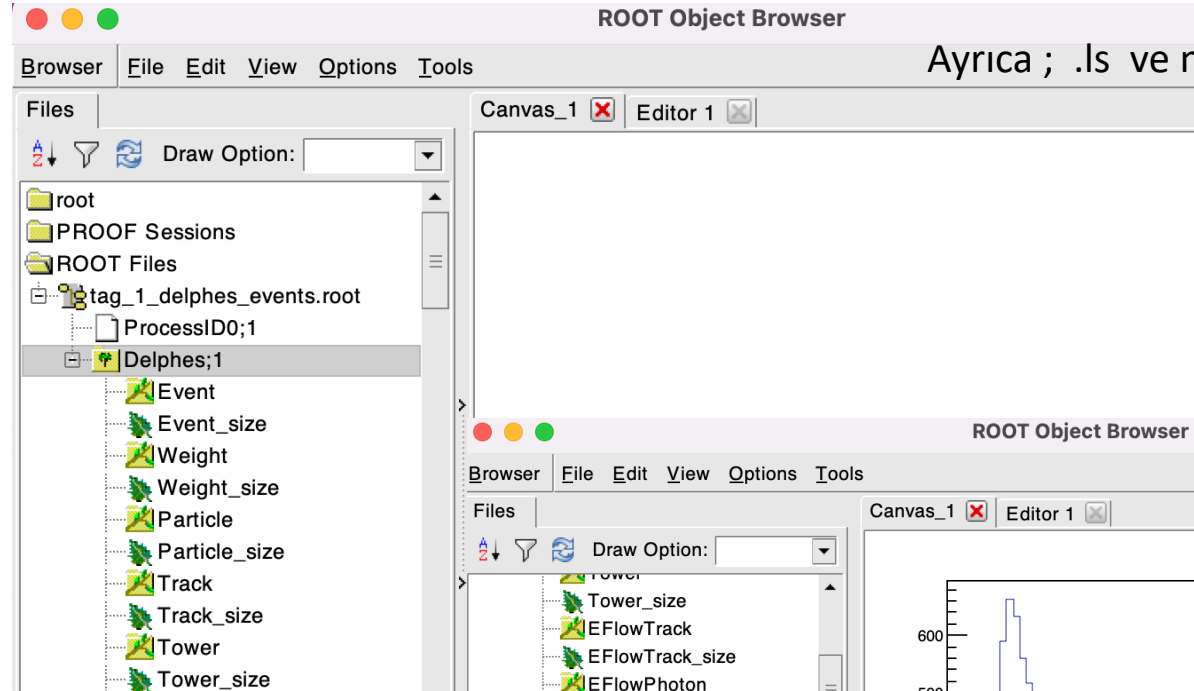 ROOT Object Browser
Browser File Edit View Options Tools
Ayrıca ; .ls ve
Files
Canvas_1 Editor 1
Draw Option:
root
PROOF Sessions
ROOT Files
tag_1_delphes_events.root
ProcessID0;1
Delphes;1
Event
Event_size
Weight
Weight_size
Particle
Particle_size
Track
Track_size
Tower
Tower_size
ROOT Object Browser
Browser File Edit View Options Tools
Files
Canvas_1 Editor 1
Draw Option:
Tower
Tower_size
EFlowTrack
EFlowTrack_size
EFlowPhoton
600